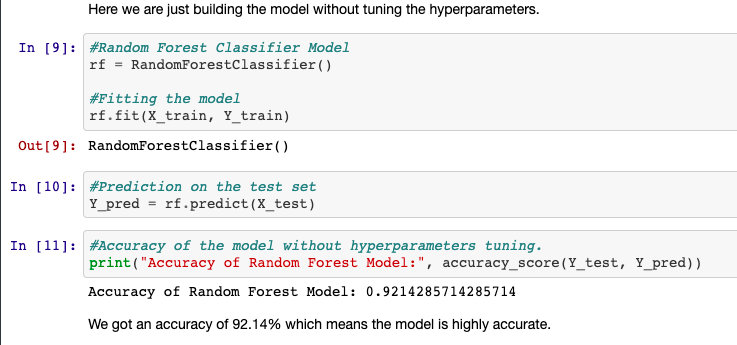 Here we are just building the model without tuning the hyperparameters.
In [9]: #Random Forest Classifier Model
rf = RandomForestClassifier()
#Fitting the model
rf.fit(X_train, Y_train)
Out[9]: RandomForestClassifier()
In [10]: #Prediction on the test set
Y_pred = rf.predict(X_test)
In [11]: #Accuracy of the model without hyperparameters tuning.
print("Accuracy of Random Forest Model:", accuracy_score(Y_test, Y_pred))
Accuracy of Random Forest Model: 0.9214285714285714
We got an accuracy of 92.14% which means the model is highly accurate.